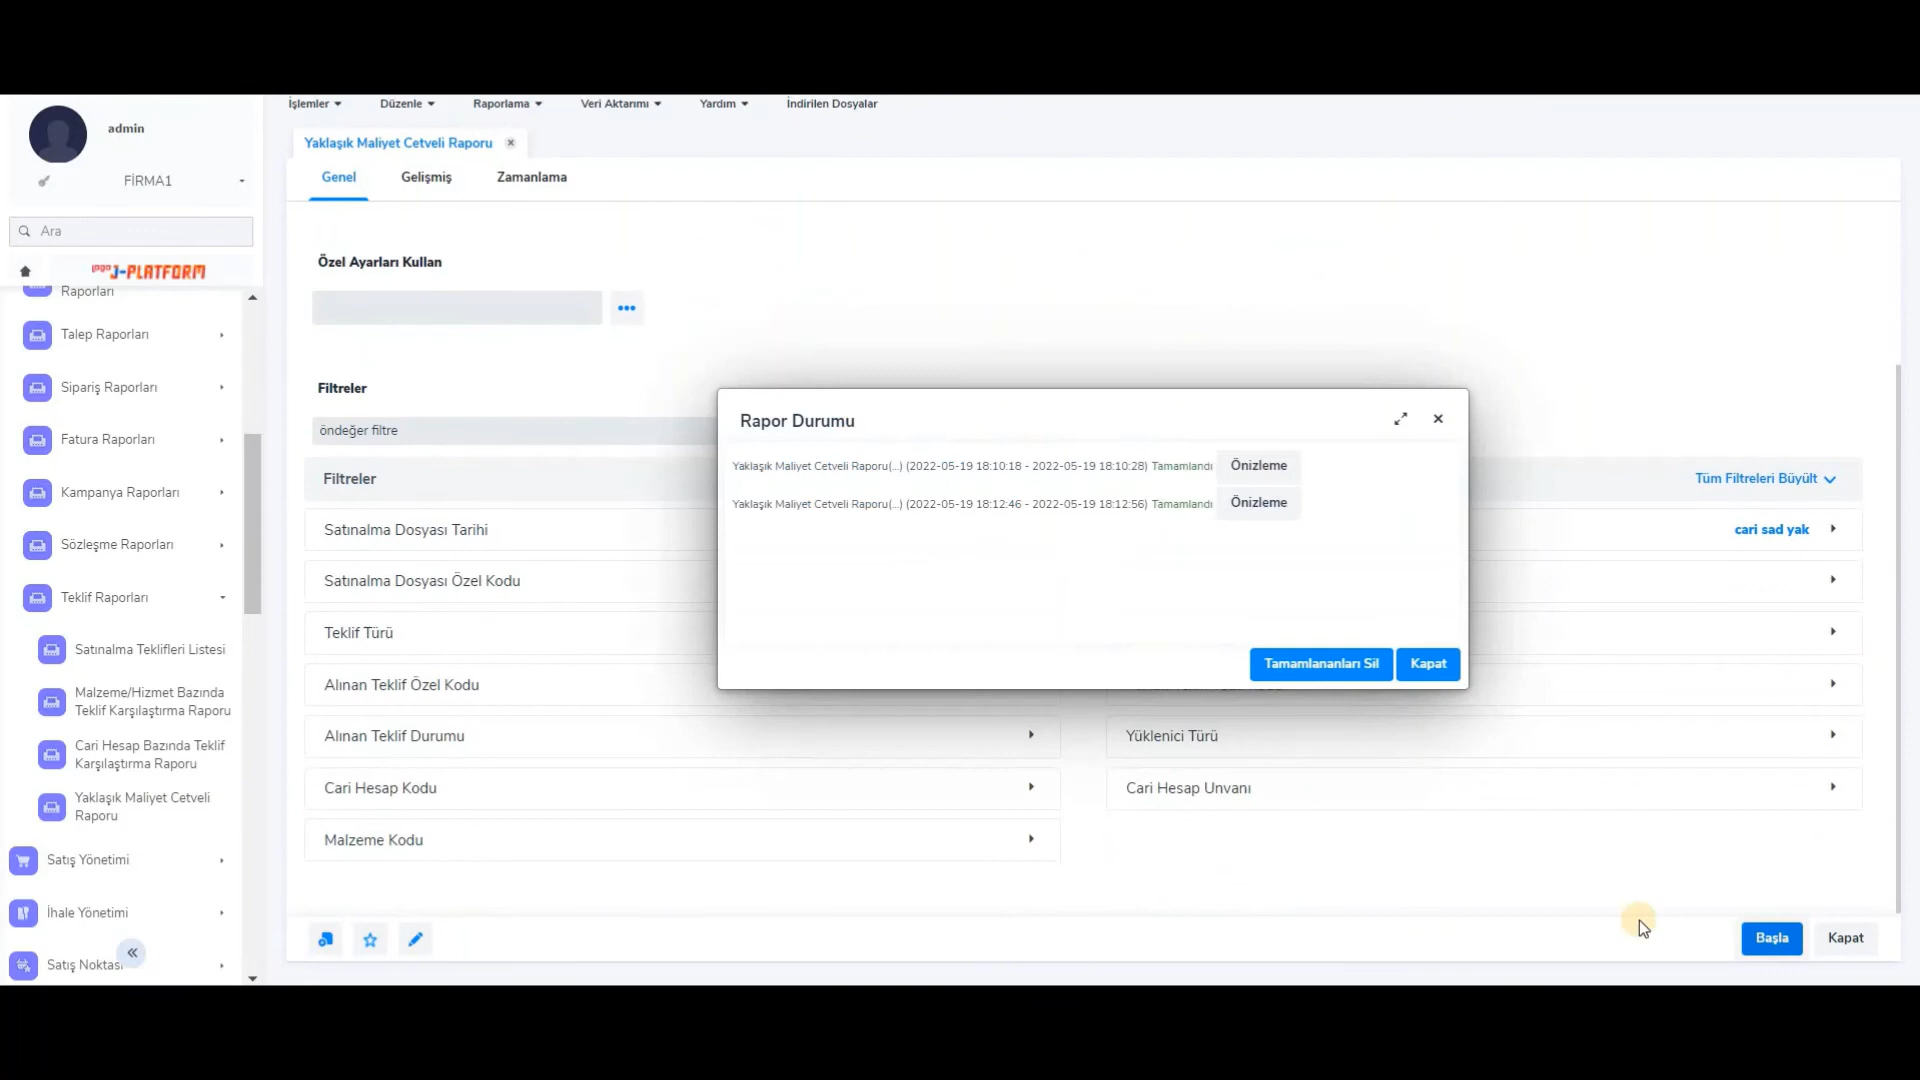 İşlemler
Düzenle
Raporlama
Veri Aktarımı
Yardım
İndirilen Dosyalar
admin
FİRMA1
Ara
logo J-PLATFORM
Raporları
Talep Raporları
Sipariş Raporları
Fatura Raporları
Kampanya Raporları
Sözleşme Raporları
Teklif Raporları
Satınalma Teklifleri Listesi
Malzeme/Hizmet Bazında
Teklif Karşılaştırma Raporu
Cari Hesap Bazında Teklif
Karşılaştırma Raporu
Yaklaşık Maliyet Cetveli
Raporu
Satış Yönetimi
İhale Yönetimi
Satış Noktası
Yaklaşık Maliyet Cetveli Raporu
Genel
Gelişmiş
Zamanlama
Özel Ayarları Kullan
Filtreler
öndeğer filtre
Filtreler
Tüm Filtreleri Büyült
Satınalma Dosyası Tarihi
cari sad yak
Satınalma Dosyası Özel Kodu
Teklif Türü
Alınan Teklif Özel Kodu
Alınan Teklif Durumu
Yüklenici Türü
Cari Hesap Kodu
Cari Hesap Unvanı
Malzeme Kodu
Rapor Durumu
Yaklaşık Maliyet Cetveli Raporu(...) (2022-05-19 18:10:18 - 2022-05-19 18:10:28) Tamamlandı
Önizleme
Yaklaşık Maliyet Cetveli Raporu(...) (2022-05-19 18:12:46 - 2022-05-19 18:12:56) Tamamlandı
Önizleme
Tamamlananları Sil
Kapat
Başla
Kapat